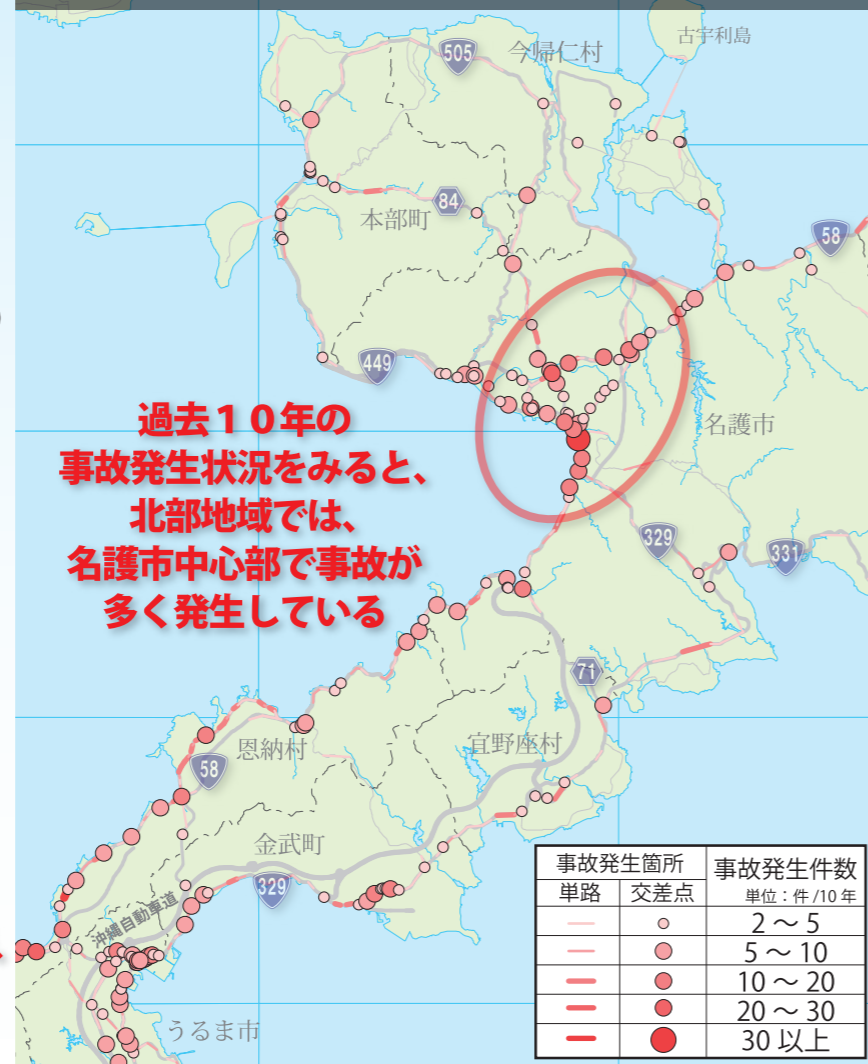 505
今帰仁村
古宇利島
84
本部町
58
449
過去１０年の
事故発生状況をみると、
北部地域では、
名護市中心部で事故が
多く発生している
名護市
329
331
71
恩納村
宜野座村
58
金武町
329
沖縄自動車道
うるま市
事故発生箇所
事故発生件数
単位：件/10年
単路
交差点
2～5
5～10
10～20
20～30
30以上